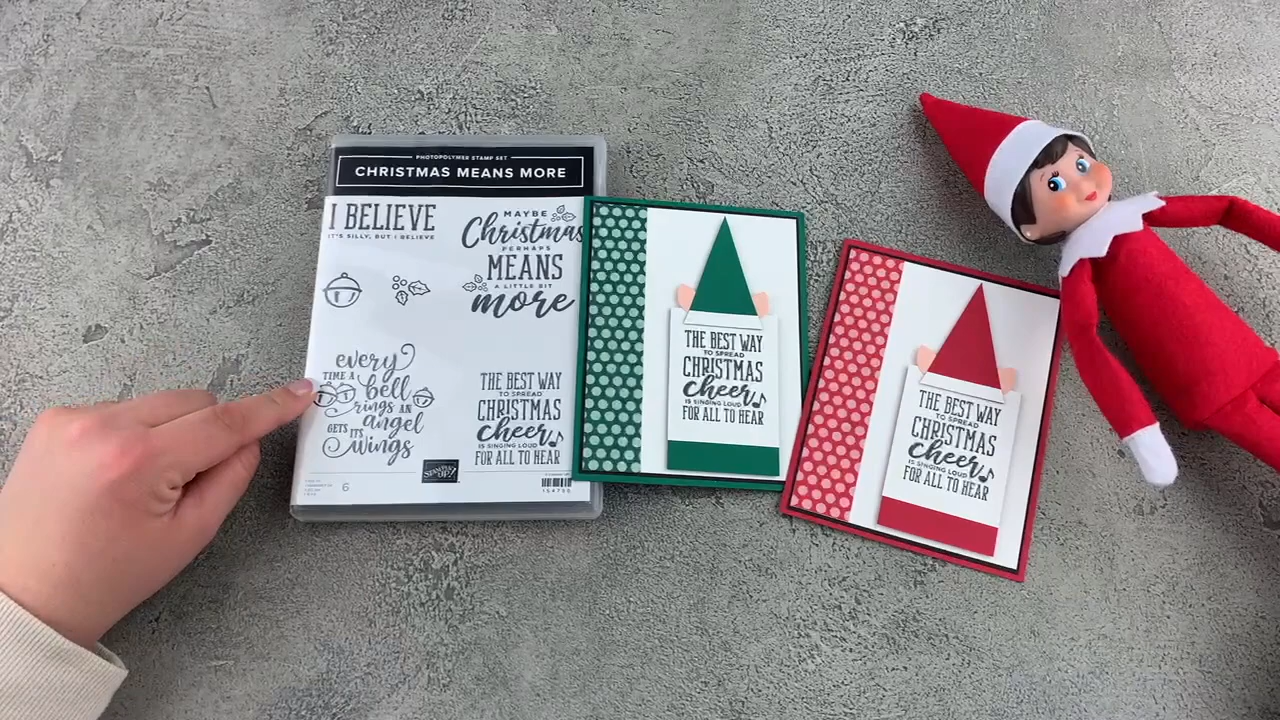 PHOTOPOLYMER STAMP SET
CHRISTMAS MEANS MORE
I BELIEVE
IT'S SILLY, BUT I BELIEVE
MAYBE
Christmas
PERHAPS
MEANS
A LITTLE BIT
more
every
TIME A
bell
rings AN
angel
GETS ITS
wings
THE BEST WAY
TO SPREAD
CHRISTMAS
cheer
IS SINGING LOUD
FOR ALL TO HEAR
6
STAMPIN' UP!
THE BEST WAY
TO SPREAD
CHRISTMAS
cheer
IS SINGING LOUD
FOR ALL TO HEAR
THE BEST WAY
TO SPREAD
CHRISTMAS
cheer
IS SINGING LOUD
FOR ALL TO HEAR